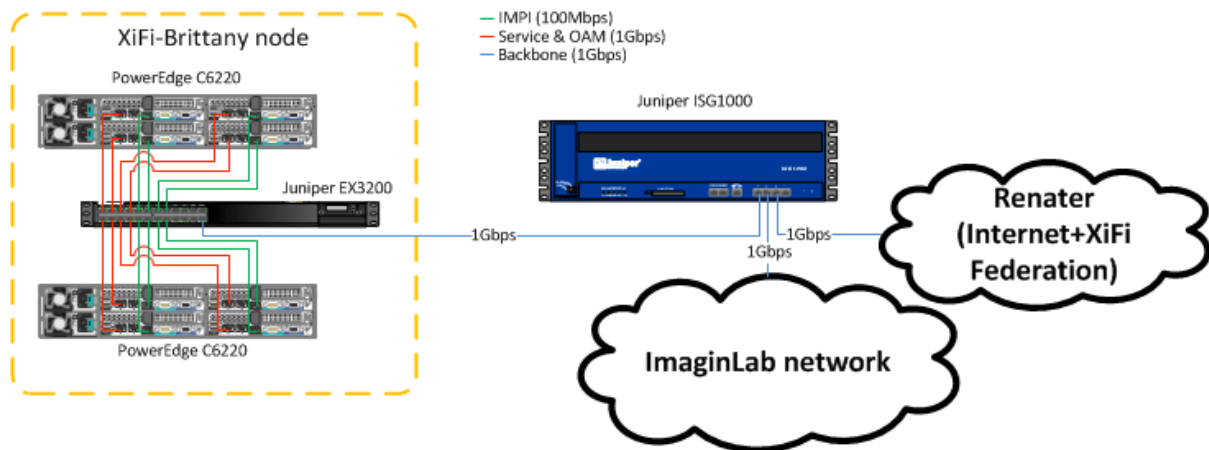 XiFi-Brittany node
PowerEdge C6220
Juniper EX3200
PowerEdge C6220
IMPI (100Mbps)
Service & OAM (1Gbps)
Backbone (1Gbps)
Juniper ISG1000
Juniper
1Gbps
1Gbps
1Gbps
Renater
(Internet+XiFi
Federation)
ImaginLab network